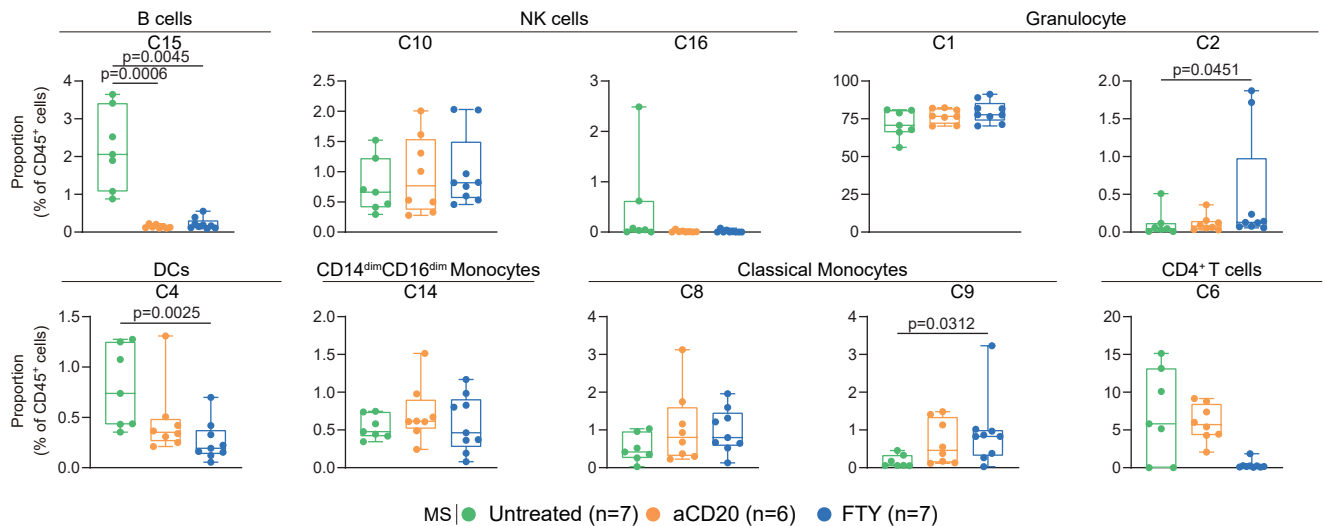 B cells
NK cells
Granulocyte
C15
C10
C16
C1
C2
p=0.0045
p=0.0006
p=0.0451
Proportion
(% of CD45⁺ cells)
4
3
2
1
0
2.5
2.0
1.5
1.0
0.5
0.0
3
2
1
0
100
75
50
25
0
2.0
1.5
1.0
0.5
0.0
DCs
CD14ᵈⁱᵐCD16ᵈⁱᵐ Monocytes
Classical Monocytes
CD4⁺ T cells
C4
C14
C8
C9
C6
p=0.0025
p=0.0312
Proportion
(% of CD45⁺ cells)
1.5
1.0
0.5
0.0
2.0
1.5
1.0
0.5
0.0
4
3
2
1
0
4
3
2
1
0
20
15
10
5
0
MS | Untreated (n=7) aCD20 (n=6) FTY (n=7)